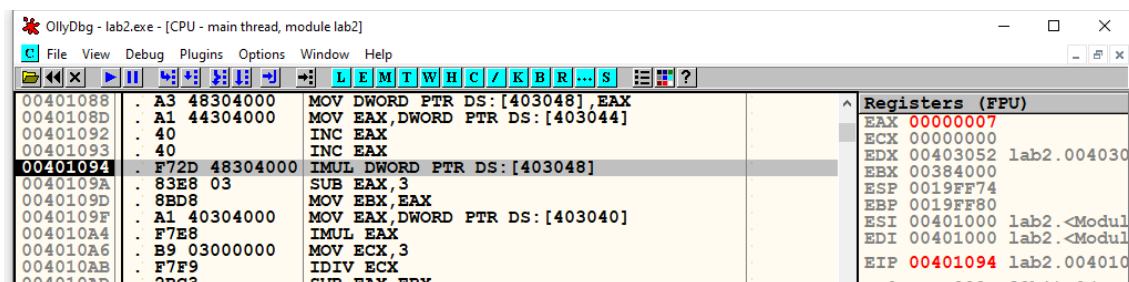 OllyDbg - lab2.exe - [CPU - main thread, module lab2]
C File View Debug Plugins Options Window Help
L E M T W H C / K B R ... S ?
00401088 . A3 48304000 MOV DWORD PTR DS:[403048],EAX
0040108D . A1 44304000 MOV EAX,DWORD PTR DS:[403044]
00401092 . 40 INC EAX
00401093 . 40 INC EAX
00401094 . F72D 48304000 IMUL DWORD PTR DS:[403048]
0040109A . 83E8 03 SUB EAX,3
0040109D . 8BD8 MOV EBX,EAX
0040109F . A1 40304000 MOV EAX,DWORD PTR DS:[403040]
004010A4 . F7E8 IMUL EAX
004010A6 . B9 03000000 MOV ECX,3
004010AB . F7F9 IDIV ECX
Registers (FPU)
EAX 00000007
ECX 00000000
EDX 00403052 lab2.004030
EBX 00384000
ESP 0019FF74
EBP 0019FF80
ESI 00401000 lab2.<Modul
EDI 00401000 lab2.<Modul
EIP 00401094 lab2.004010